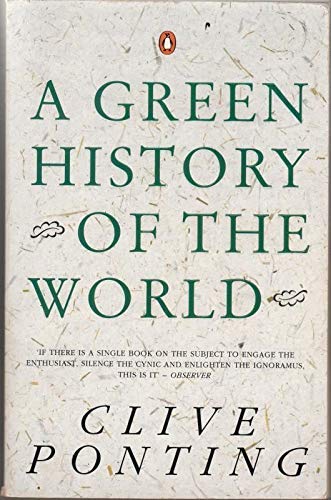 A GREEN
HISTORY
OF THE
WORLD
'IF THERE IS A SINGLE BOOK ON THE SUBJECT TO ENGAGE THE
ENTHUSIAST, SILENCE THE CYNIC AND ENLIGHTEN THE IGNORAMUS,
THIS IS IT' – OBSERVER
CLIVE
PONTING